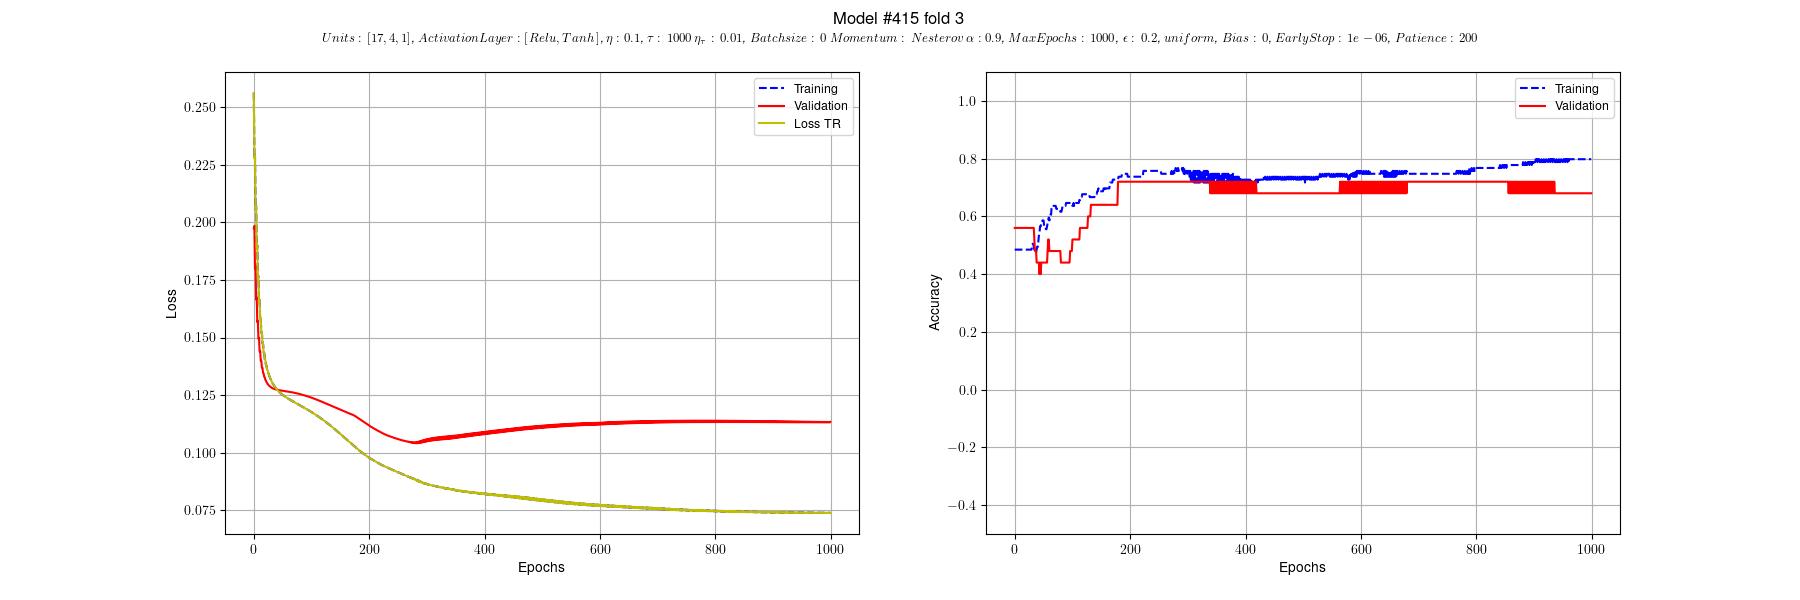 Model #415 fold 3
Units : [17, 4, 1], ActivationLayer : [Relu, Tanh], η : 0.1, τ : 1000 ητ : 0.01, Batchsize : 0 Momentum : Nesterov α : 0.9, MaxEpochs : 1000, ϵ : 0.2, uniform, Bias : 0, EarlyStop : 1e − 06, Patience : 200
Training
Validation
Loss TR
0.250
0.225
0.200
0.175
0.150
0.125
0.100
0.075
Loss
0 200 400 600 800 1000
Epochs
Training
Validation
1.0
0.8
0.6
0.4
0.2
0.0
−0.2
−0.4
Accuracy
0 200 400 600 800 1000
Epochs